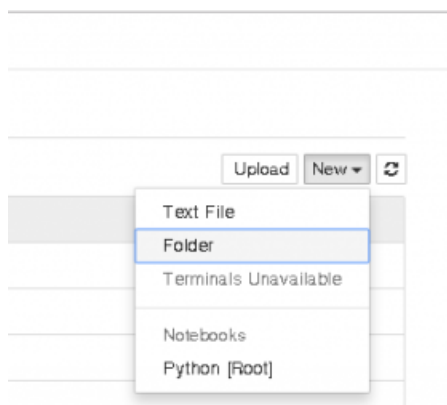 Upload New
Text File
Folder
Terminals Unavailable
Notebooks
Python [Root]